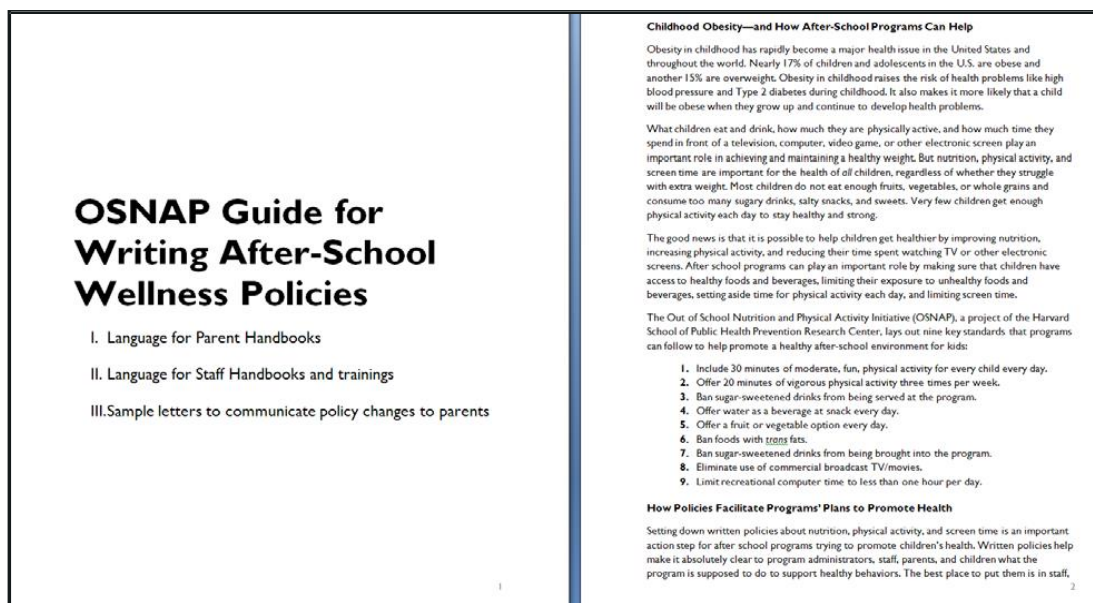 OSNAP Guide for
Writing After-School
Wellness Policies
I. Language for Parent Handbooks
II. Language for Staff Handbooks and trainings
III.Sample letters to communicate policy changes to parents
1
Childhood Obesity—and How After-School Programs Can Help
Obesity in childhood has rapidly become a major health issue in the United States and
throughout the world. Nearly 17% of children and adolescents in the U.S. are obese and
another 15% are overweight. Obesity in childhood raises the risk of health problems like high
blood pressure and Type 2 diabetes during childhood. It also makes it more likely that a child
will be obese when they grow up and continue to develop health problems.
What children eat and drink, how much they are physically active, and how much time they
spend in front of a television, computer, video game, or other electronic screen play an
important role in achieving and maintaining a healthy weight. But nutrition, physical activity, and
screen time are important for the health of all children, regardless of whether they struggle
with extra weight. Most children do not eat enough fruits, vegetables, or whole grains and
consume too many sugary drinks, salty snacks, and sweets. Very few children get enough
physical activity each day to stay healthy and strong.
The good news is that it is possible to help children get healthier by improving nutrition,
increasing physical activity, and reducing their time spent watching TV or other electronic
screens. After school programs can play an important role by making sure that children have
access to healthy foods and beverages, limiting their exposure to unhealthy foods and
beverages, setting aside time for physical activity each day, and limiting screen time.
The Out of School Nutrition and Physical Activity Initiative (OSNAP), a project of the Harvard
School of Public Health Prevention Research Center, lays out nine key standards that programs
can follow to help promote a healthy after-school environment for kids:
1. Include 30 minutes of moderate, fun, physical activity for every child every day.
2. Offer 20 minutes of vigorous physical activity three times per week.
3. Ban sugar-sweetened drinks from being served at the program.
4. Offer water as a beverage at snack every day.
5. Offer a fruit or vegetable option every day.
6. Ban foods with trans fats.
7. Ban sugar-sweetened drinks from being brought into the program.
8. Eliminate use of commercial broadcast TV/movies.
9. Limit recreational computer time to less than one hour per day.
How Policies Facilitate Programs' Plans to Promote Health
Setting down written policies about nutrition, physical activity, and screen time is an important
action step for after school programs trying to promote children's health. Written policies help
make it absolutely clear to program administrators, staff, parents, and children what the
program is supposed to do to support healthy behaviors. The best place to put them is in staff,
2